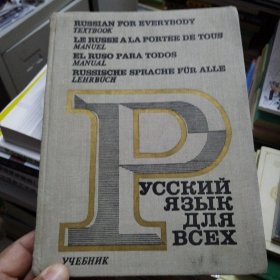 RUSSIAN FOR EVERYBODY
TEXTBOOK
LE RUSSE A LA PORTEE DE TOUS
MANUEL
EL RUSO PARA TODOS
MANUAL
RUSSISCHE SPRACHE FÜR ALLE
LEHRBUCH
РУССКИЙ
ЯЗЫК
ДЛЯ
ВСЕХ
УЧЕБНИК